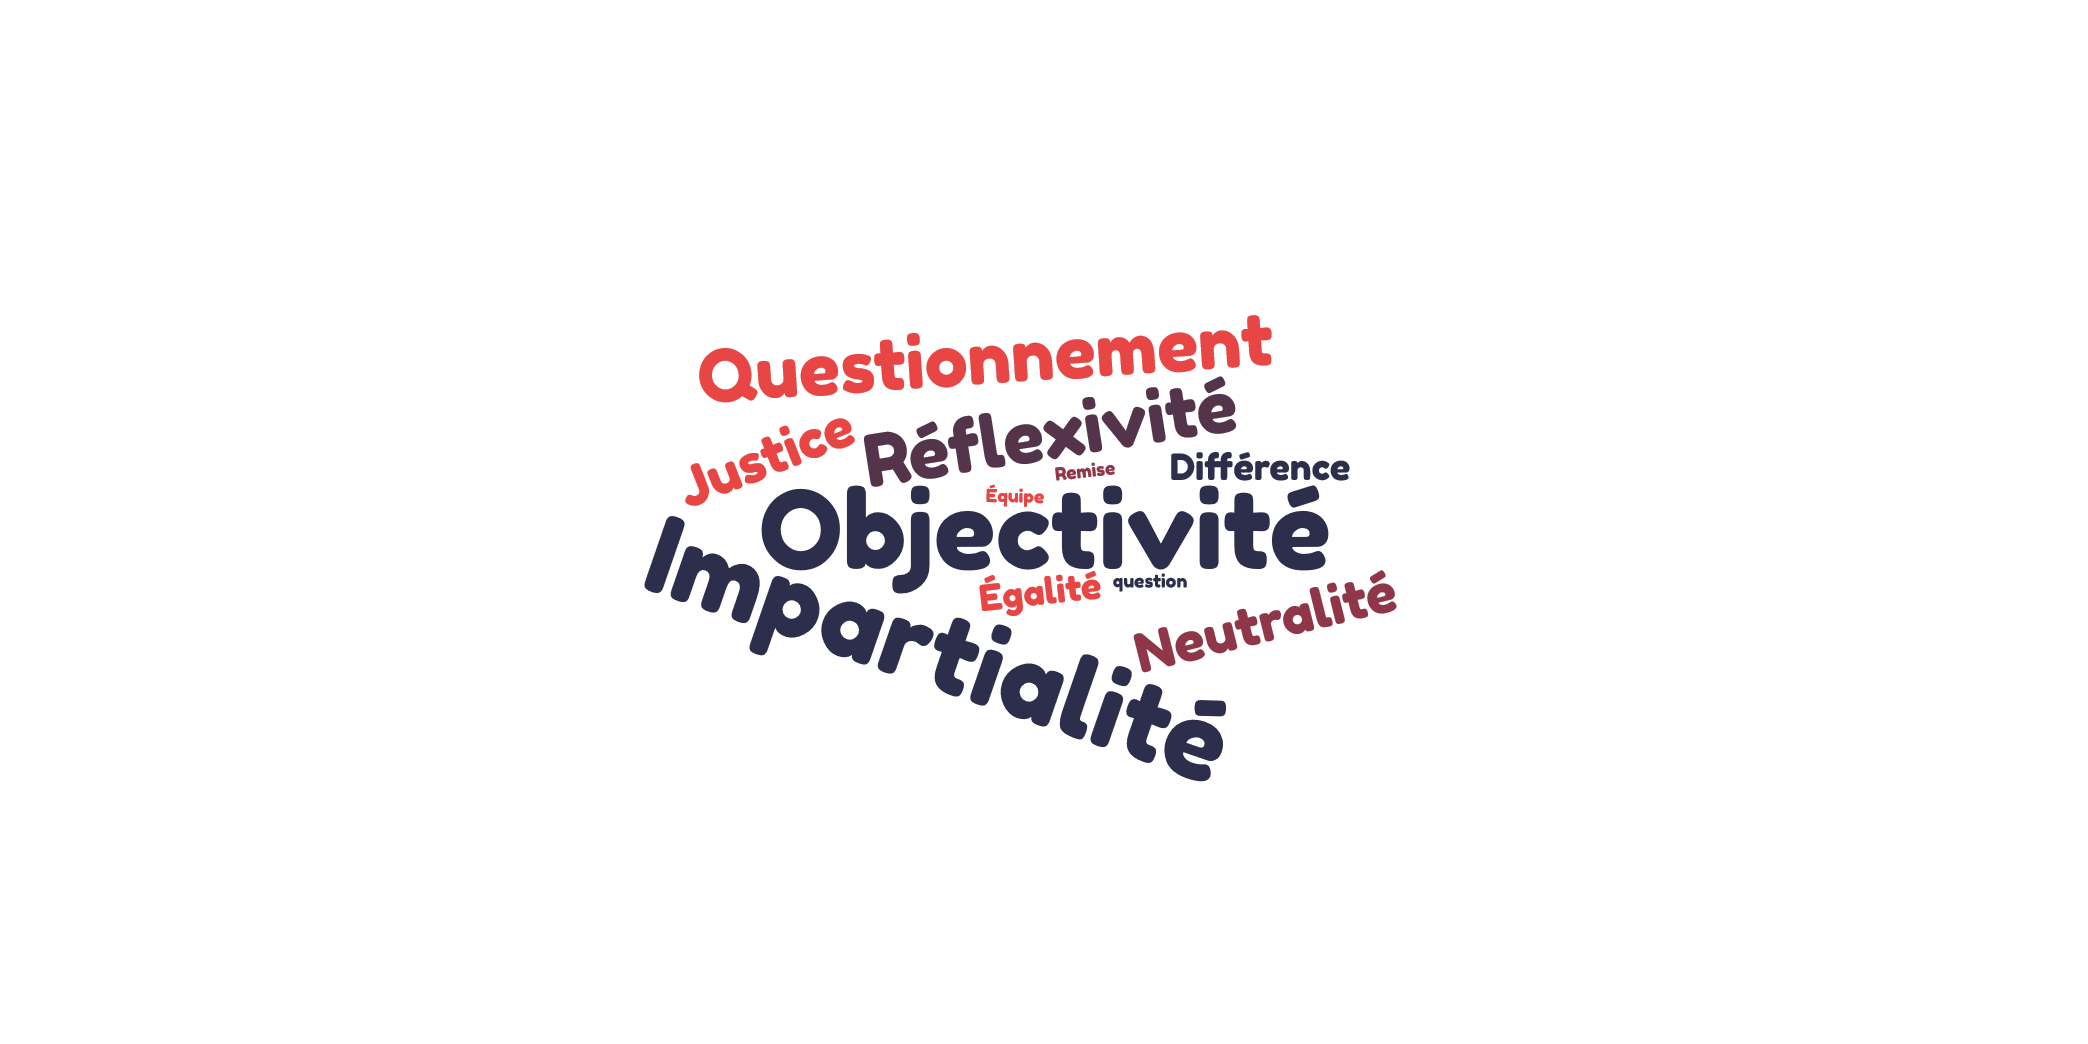 Questionnement
Justice
Réflexivité
Remise
Différence
Équipe
Objectivité
Impartialité
Égalité
question
Neutralité